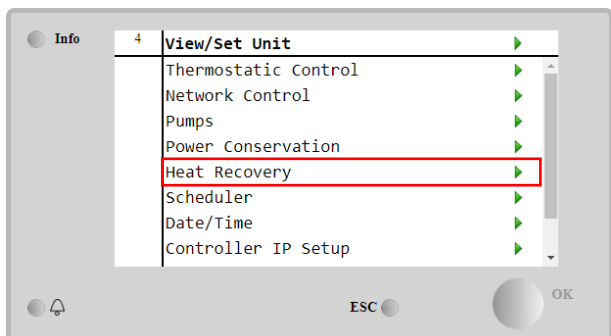 Info
4 View/Set Unit
Thermostatic Control
Network Control
Pumps
Power Conservation
Heat Recovery
Scheduler
Date/Time
Controller IP Setup
ESC
OK